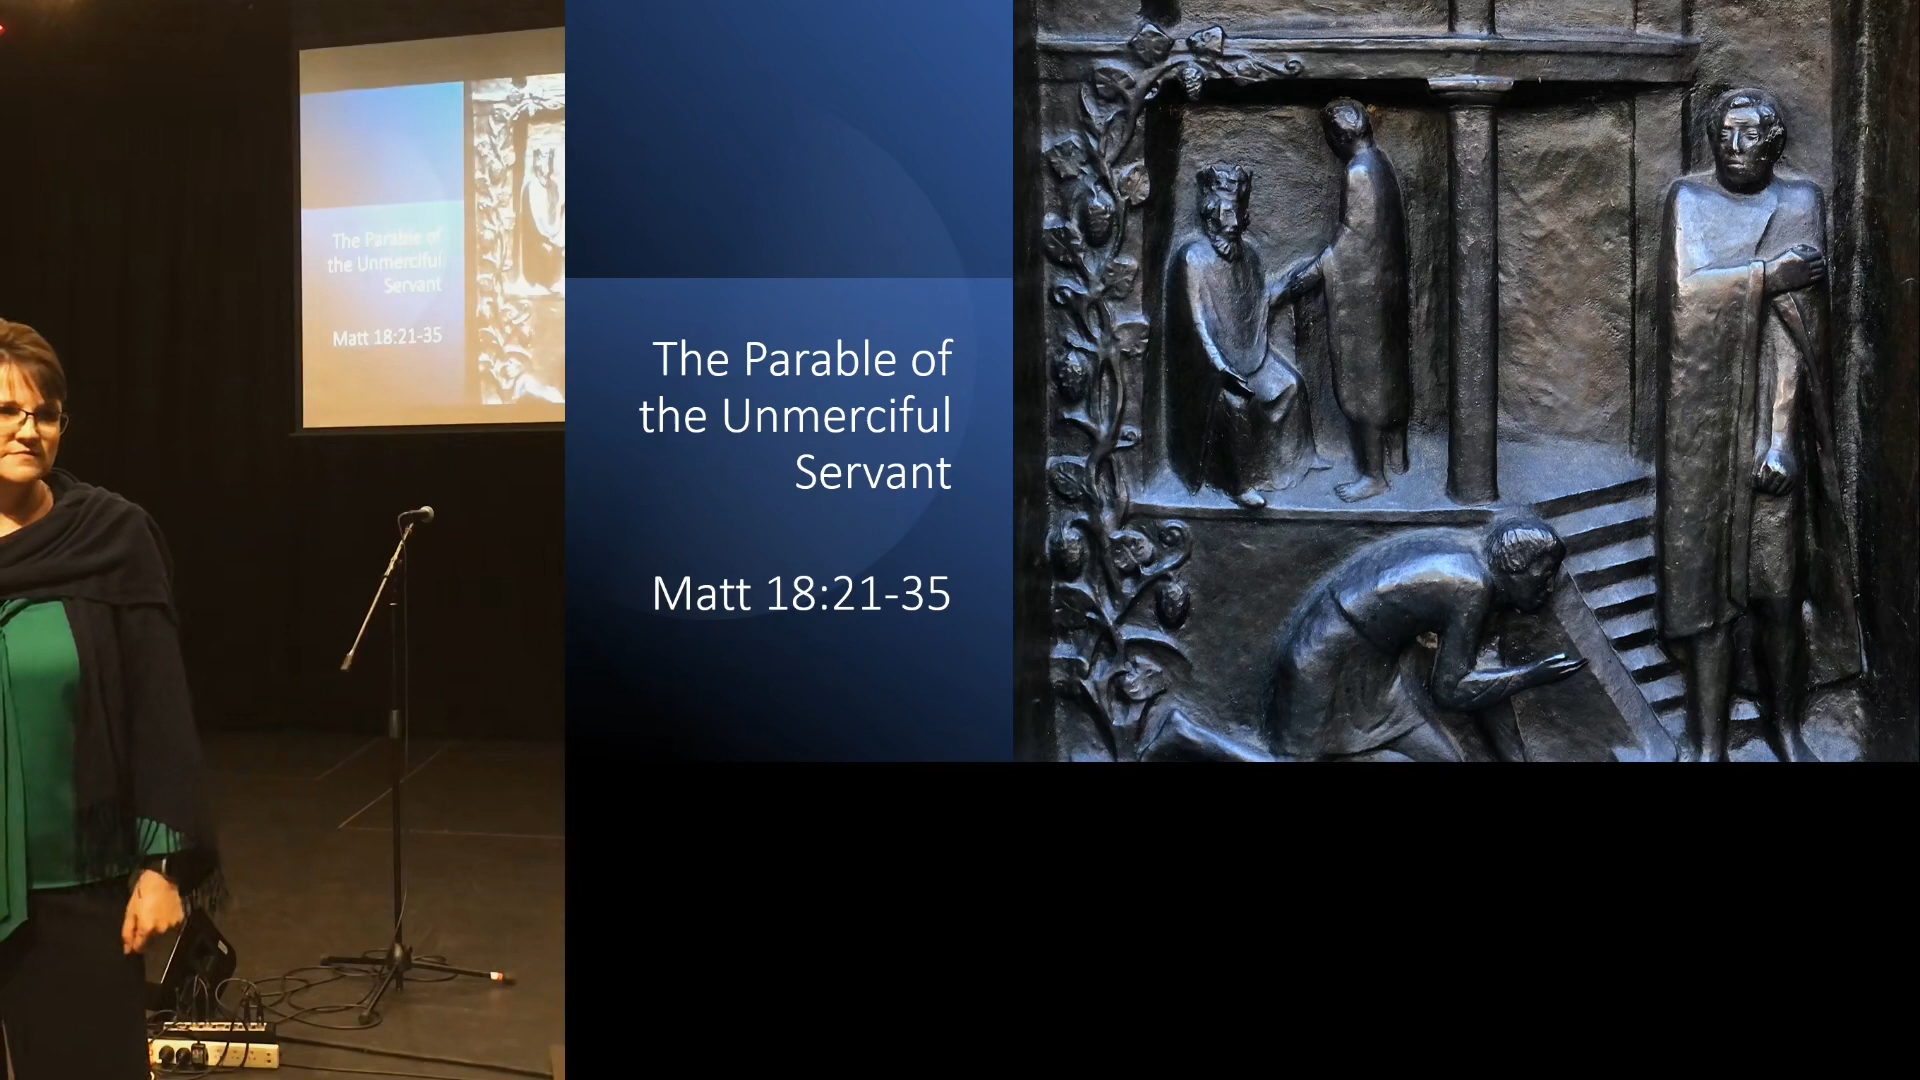 The Parable of
the Unmerciful
Servant
Matt 18:21-35
The Parable of
the Unmerciful
Servant
Matt 18:21-35